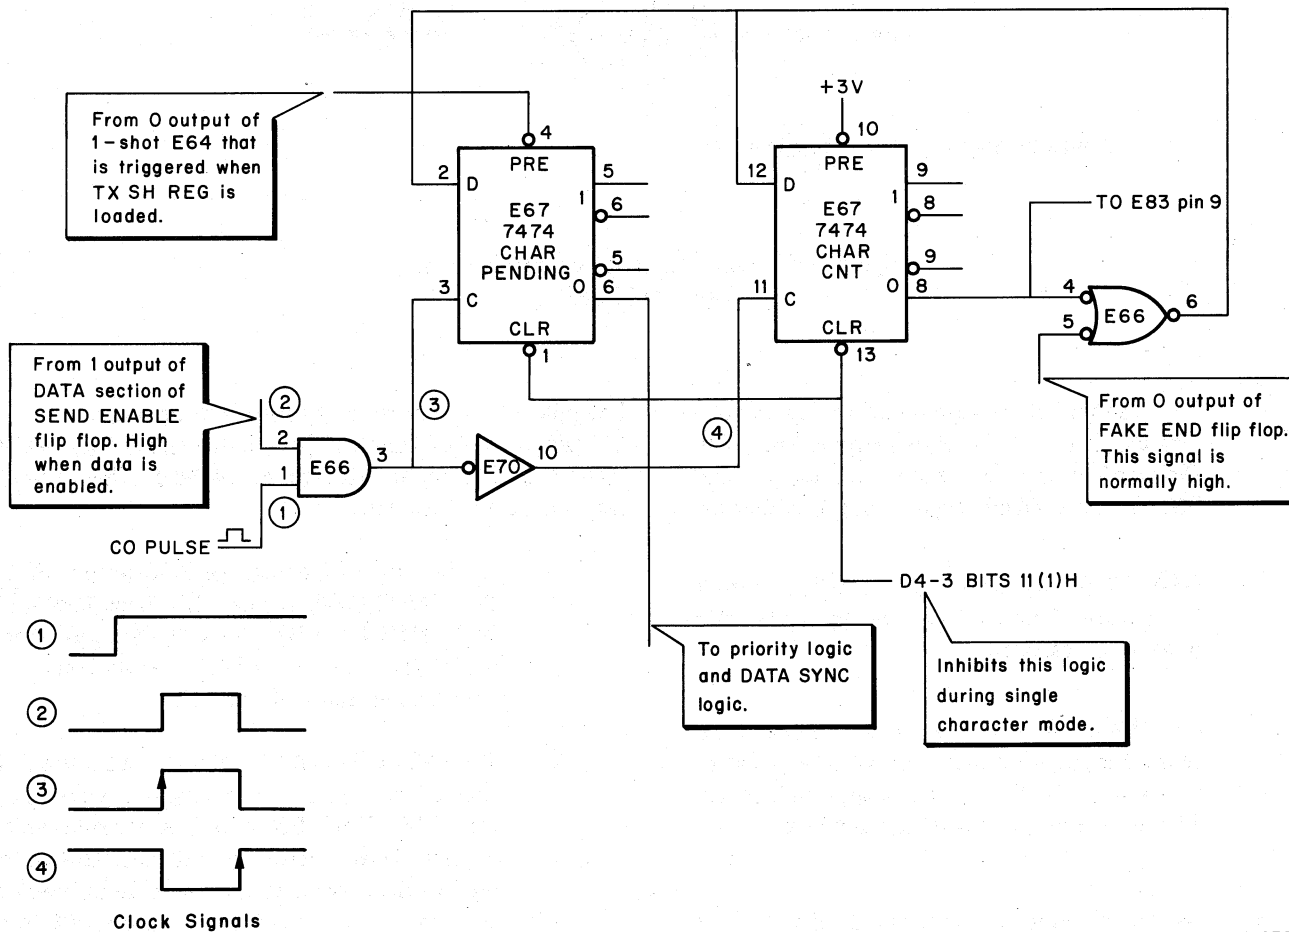 +3V
From O output of
1-shot E64 that
is triggered when
TX SH REG is
loaded.
4
PRE
2
D
5
1
E67
6
7474
CHAR
5
PENDING
3
C
O
6
CLR
1
10
PRE
12
D
9
1
E67
8
7474
CHAR
9
CNT
11
C
O
8
CLR
13
TO E83 pin 9
4
5
E66
6
From 1 output of
DATA section of
SEND ENABLE
flip flop. High
when data is
enabled.
2
2
1
E66
3
1
3
E70
10
4
CO PULSE
From O output of
FAKE END flip flop.
This signal is
normally high.
D4-3 BITS 11(1)H
To priority logic
and DATA SYNC
logic.
Inhibits this logic
during single
character mode.
1
2
3
4
Clock Signals